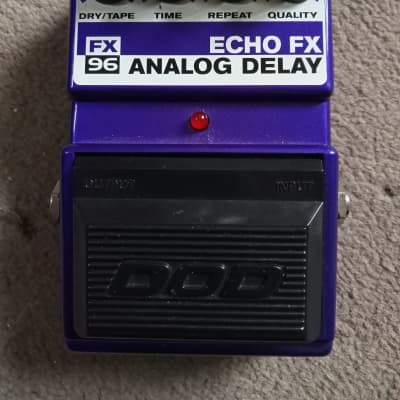 DRY/TAPE TIME REPEAT QUALITY
FX ECHO FX
96 ANALOG DELAY
OUTPUT INPUT
DOD